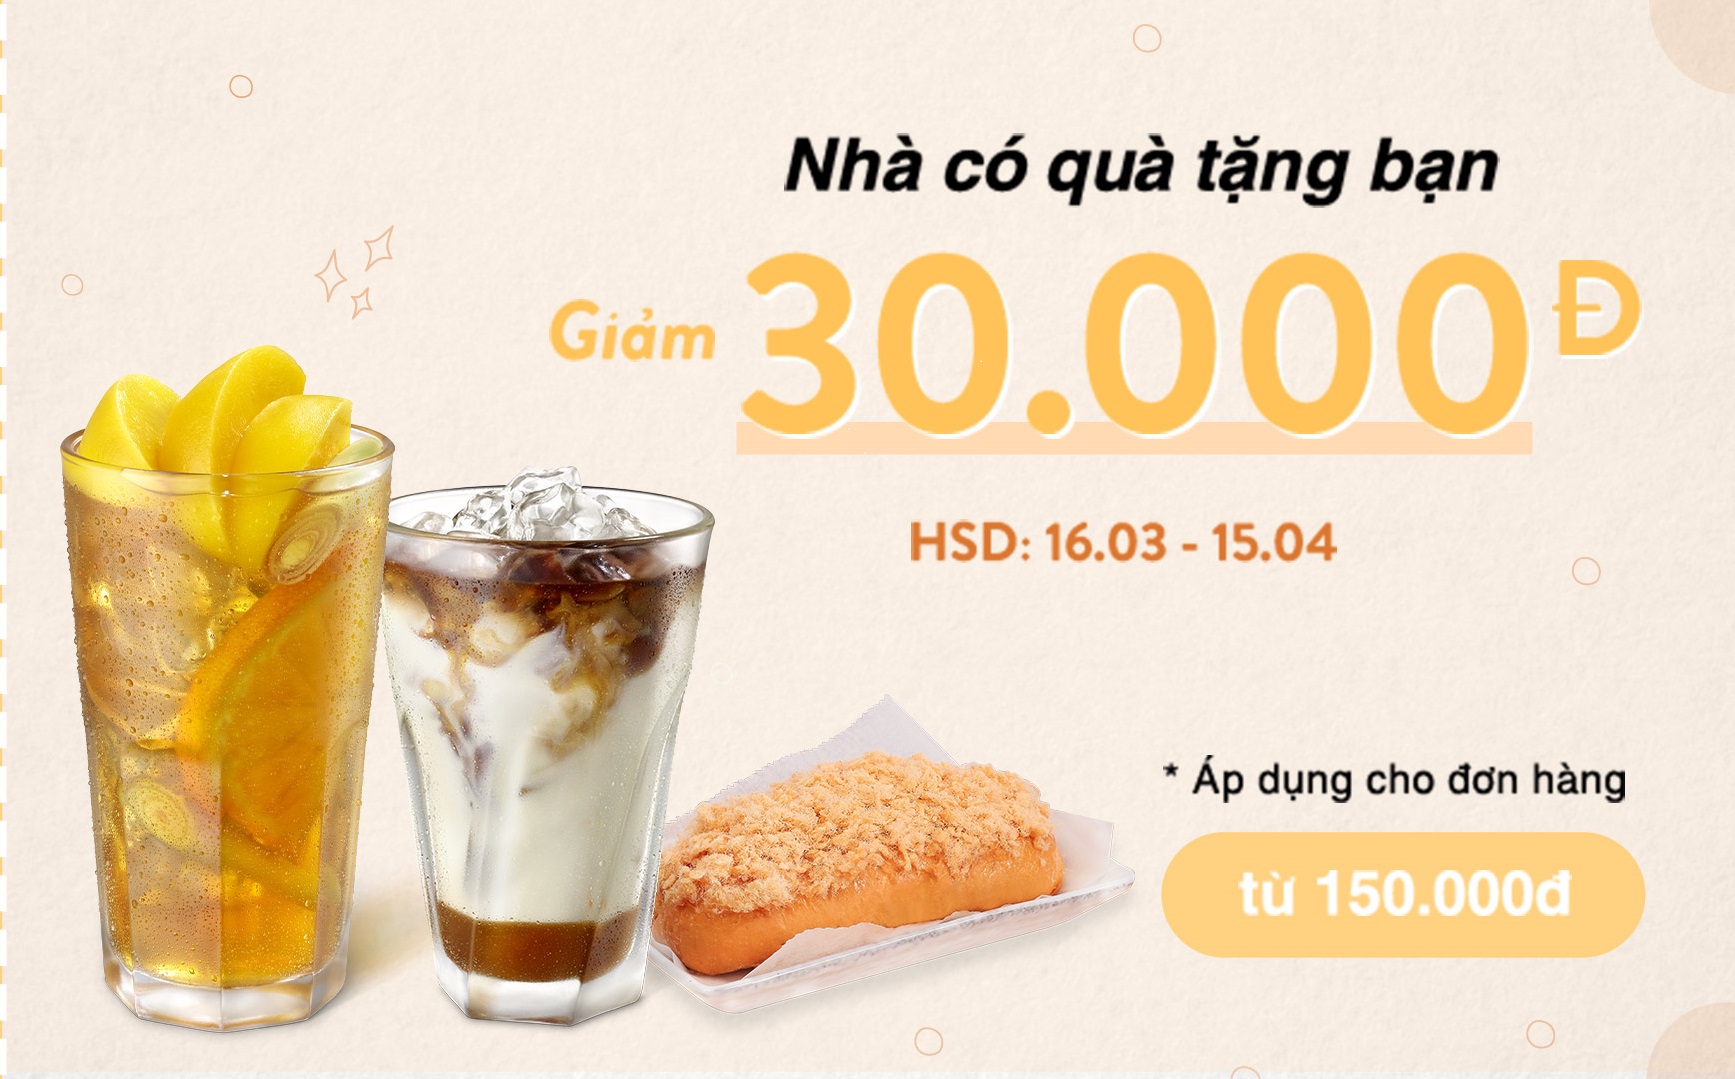 Nhà có quà tặng bạn
Giảm 30.000Đ
HSD: 16.03 - 15.04
* Áp dụng cho đơn hàng
từ 150.000đ